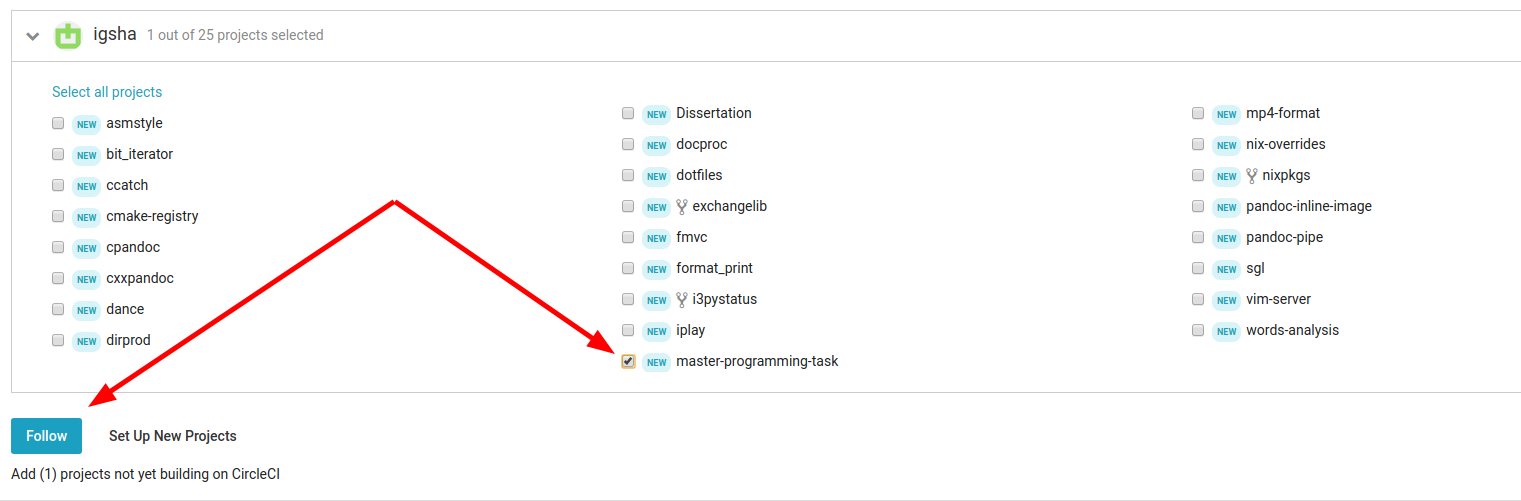 igsha 1 out of 25 projects selected
Select all projects
NEW asmstyle
NEW bit_iterator
NEW ccatch
NEW cmake-registry
NEW cpandoc
NEW cxxpandoc
NEW dance
NEW dirprod
NEW Dissertation
NEW docproc
NEW dotfiles
NEW exchangelib
NEW fmvc
NEW format_print
NEW i3pystatus
NEW iplay
NEW master-programming-task
NEW mp4-format
NEW nix-overrides
NEW nixpkgs
NEW pandoc-inline-image
NEW pandoc-pipe
NEW sgl
NEW vim-server
NEW words-analysis
Follow Set Up New Projects
Add (1) projects not yet building on CircleCI